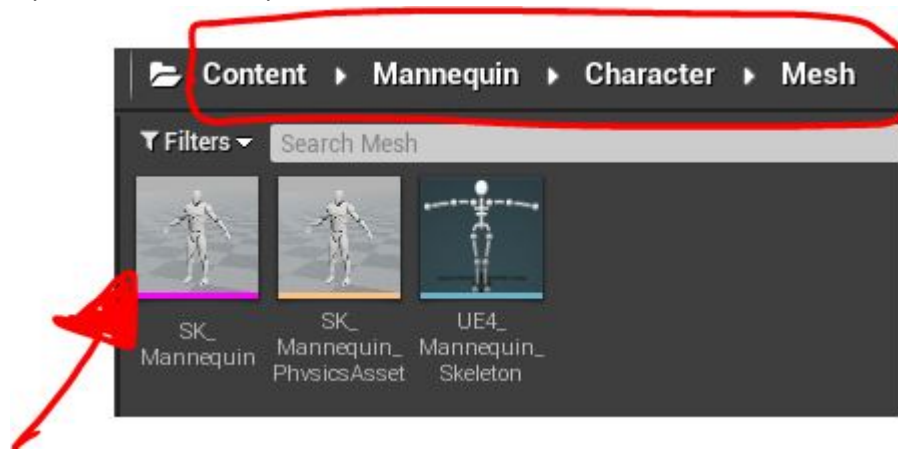 Content Mannequin Character Mesh
Filters Search Mesh
SK_
Mannequin
SK_
Mannequin_
PhysicsAsset
UE4_
Mannequin_
Skeleton